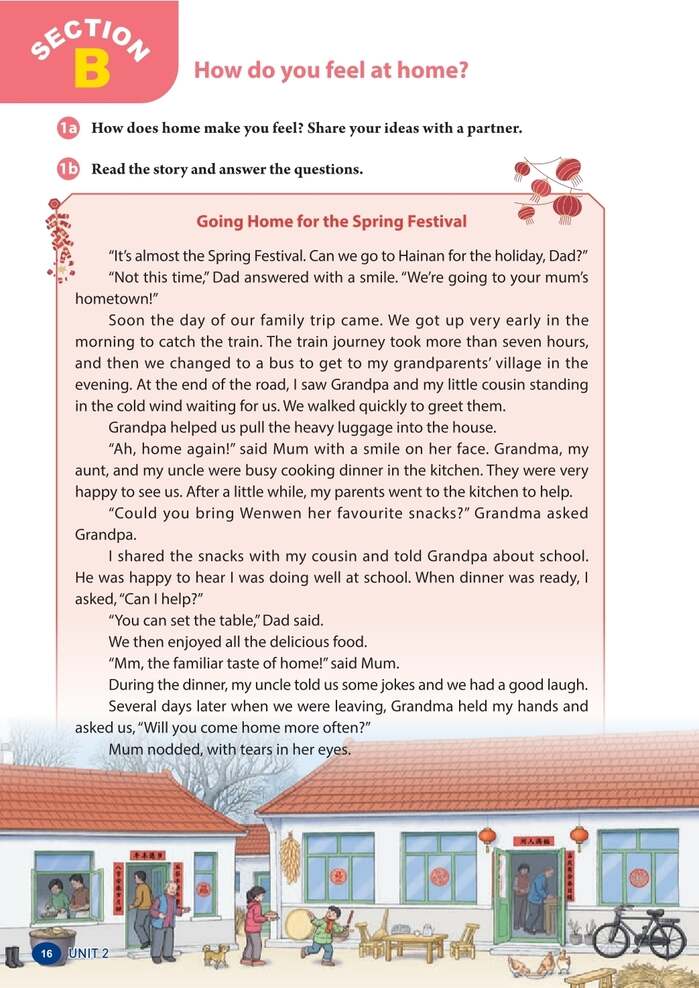 SECTION
B
How do you feel at home?
1a How does home make you feel? Share your ideas with a partner.
1b Read the story and answer the questions.
Going Home for the Spring Festival
“It’s almost the Spring Festival. Can we go to Hainan for the holiday, Dad?”
“Not this time,” Dad answered with a smile. “We’re going to your mum’s
hometown!”
Soon the day of our family trip came. We got up very early in the
morning to catch the train. The train journey took more than seven hours,
and then we changed to a bus to get to my grandparents’ village in the
evening. At the end of the road, I saw Grandpa and my little cousin standing
in the cold wind waiting for us. We walked quickly to greet them.
Grandpa helped us pull the heavy luggage into the house.
“Ah, home again!” said Mum with a smile on her face. Grandma, my
aunt, and my uncle were busy cooking dinner in the kitchen. They were very
happy to see us. After a little while, my parents went to the kitchen to help.
“Could you bring Wenwen her favourite snacks?” Grandma asked
Grandpa.
I shared the snacks with my cousin and told Grandpa about school.
He was happy to hear I was doing well at school. When dinner was ready, I
asked, “Can I help?”
“You can set the table,” Dad said.
We then enjoyed all the delicious food.
“Mm, the familiar taste of home!” said Mum.
During the dinner, my uncle told us some jokes and we had a good laugh.
Several days later when we were leaving, Grandma held my hands and
asked us, “Will you come home more often?”
Mum nodded, with tears in her eyes.
福
福
福
福
16 UNIT 2